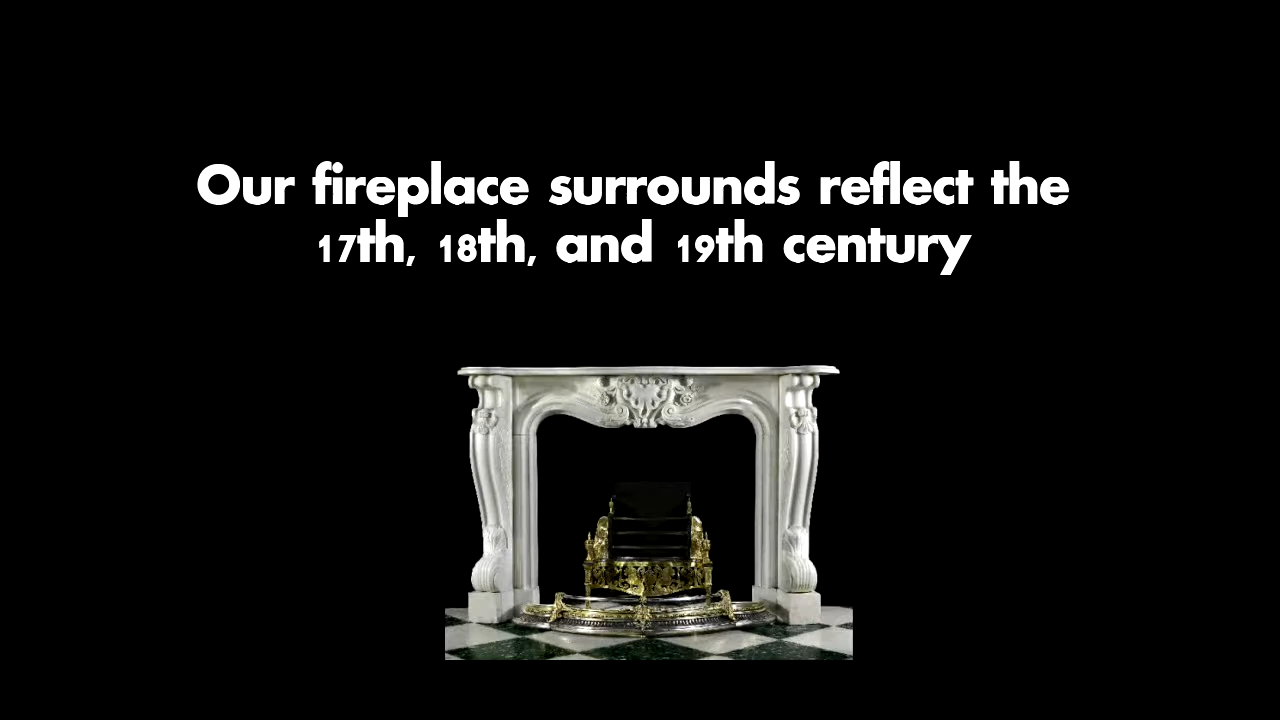 Our fireplace surrounds reflect the
17th, 18th, and 19th century